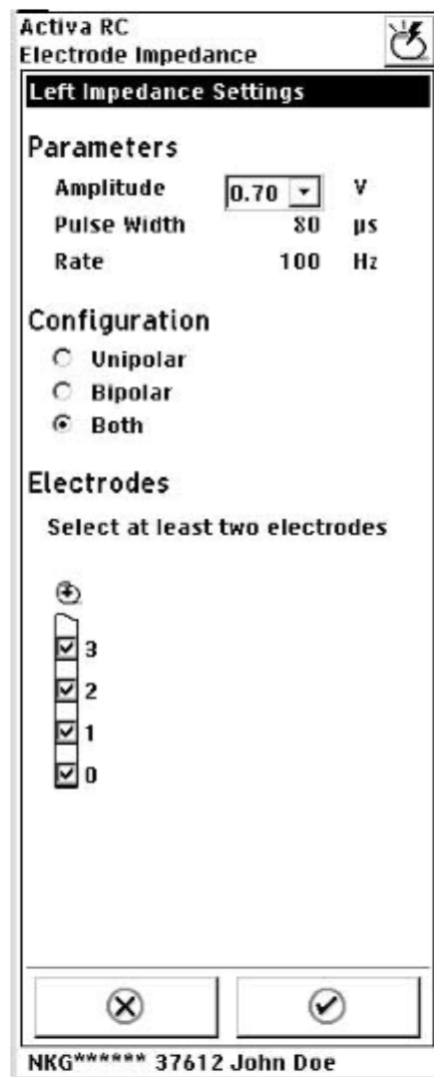 Activa RC
Electrode Impedance
Left Impedance Settings
Parameters
Amplitude 0.70 V
Pulse Width 80 µs
Rate 100 Hz
Configuration
Unipolar
Bipolar
Both
Electrodes
Select at least two electrodes
3
2
1
0
NKG****** 37612 John Doe